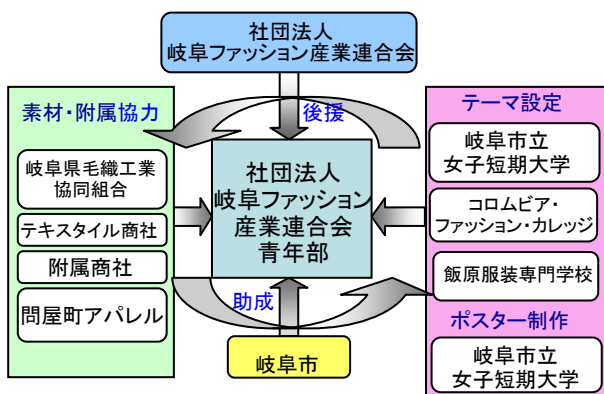 社団法人
岐阜ファッション産業連合会
後援
素材・附属協力
岐阜県毛織工業
協同組合
テキスタイル商社
附属商社
問屋町アパレル
社団法人
岐阜ファッション
産業連合会
青年部
助成
岐阜市
テーマ設定
岐阜市立
女子短期大学
コロムビア・
ファッション・カレッジ
飯原服装専門学校
ポスター制作
岐阜市立
女子短期大学